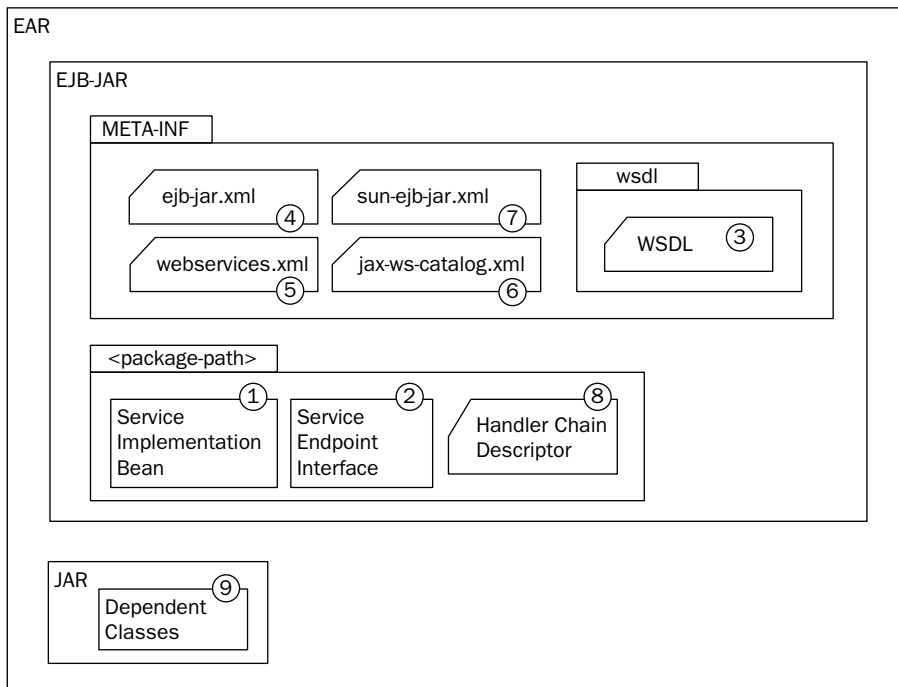 EAR
EJB-JAR
META-INF
ejb-jar.xml
4
sun-ejb-jar.xml
7
wsdl
WSDL
3
webservices.xml
5
jax-ws-catalog.xml
6
<package-path>
1
Service
Implementation
Bean
2
Service
Endpoint
Interface
8
Handler Chain
Descriptor
JAR
9
Dependent
Classes